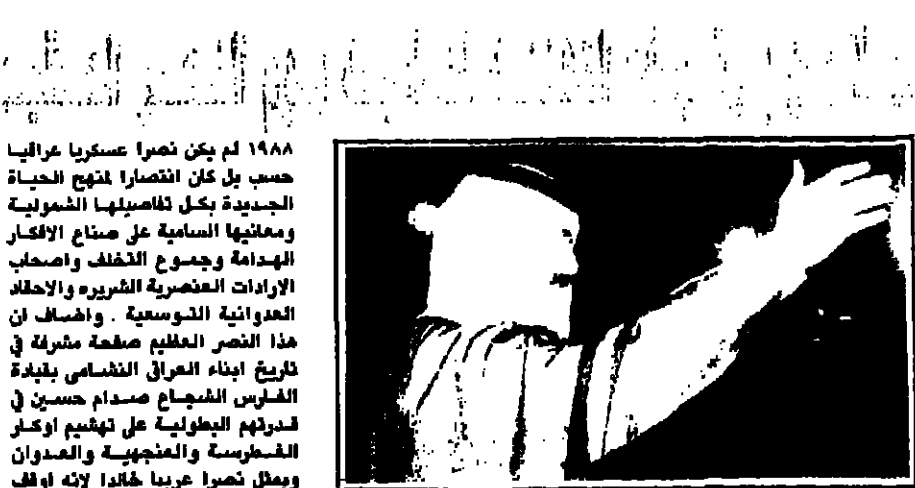 ١٩٨٨ لم يكن نصرا عسكريا عراقيا
حسب بل كان انتصارا لمنهج الحياة
الجديدة بكل تفاصيلها الشمولية
ومعانيها السامية على صناع الافكار
الهدامة وجموع التخلف واصحاب
الارادات العنصرية الشريره والاحقاد
العدوانية التوسعية . واضاف ان
هذا النصر العظيم صفحة مشرفة في
تاريخ ابناء العراق النشامى بقيادة
الفارس الشجاع صدام حسين في
قدرتهم البطولية على تهشيم اوكار
الغطرسة والعنجهية والعدوان
ويمثل نصرا عربيا خالدا لانه اوقف